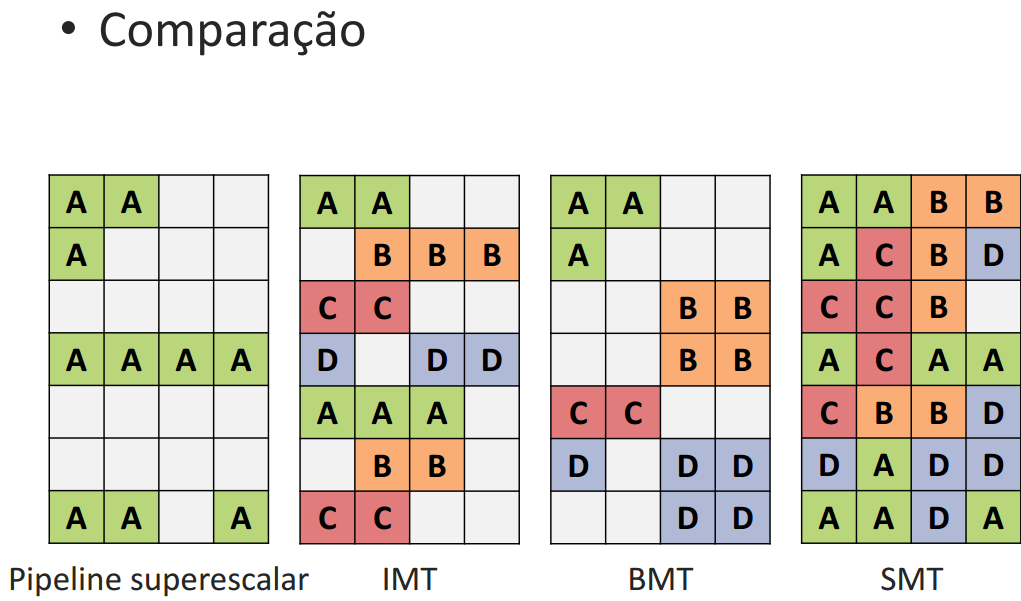 • Comparação
A A A A B B A A A A B B
A B B B A A C B D
C C B B C C B
A A A A D D D B B A C A A
A A A C C C B B D
B B D D D D A D D
A A A C C D D A A D A
Pipeline superescalar IMT BMT SMT